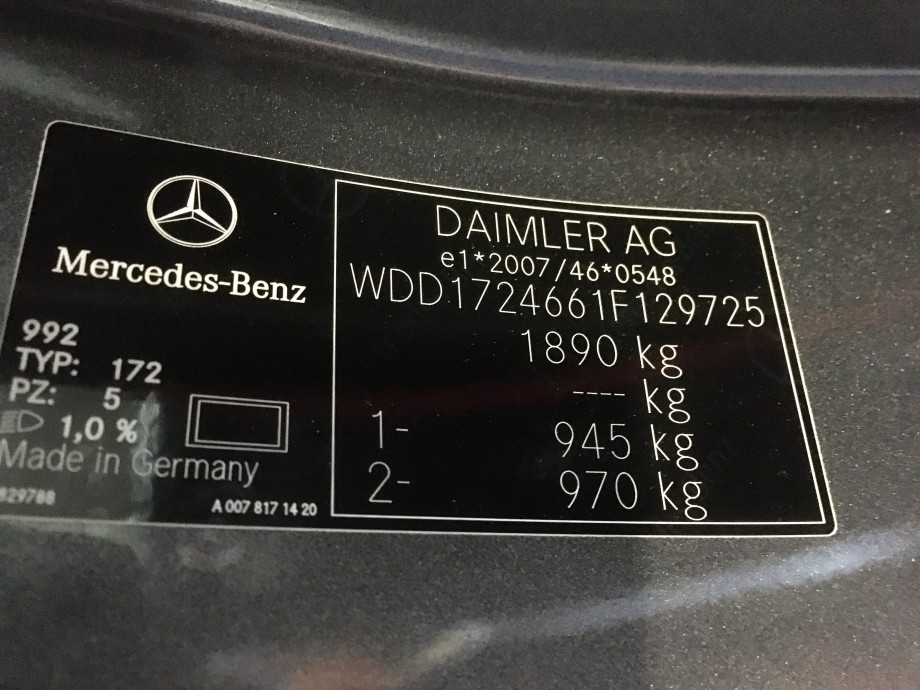 Mercedes-Benz
992
TYP: 172
PZ: 5
1,0 %
Made in Germany
829788
A 007 817 14 20
DAIMLER AG
e1*2007/46*0548
WDD1724661F129725
1890 kg
---- kg
1- 945 kg
2- 970 kg